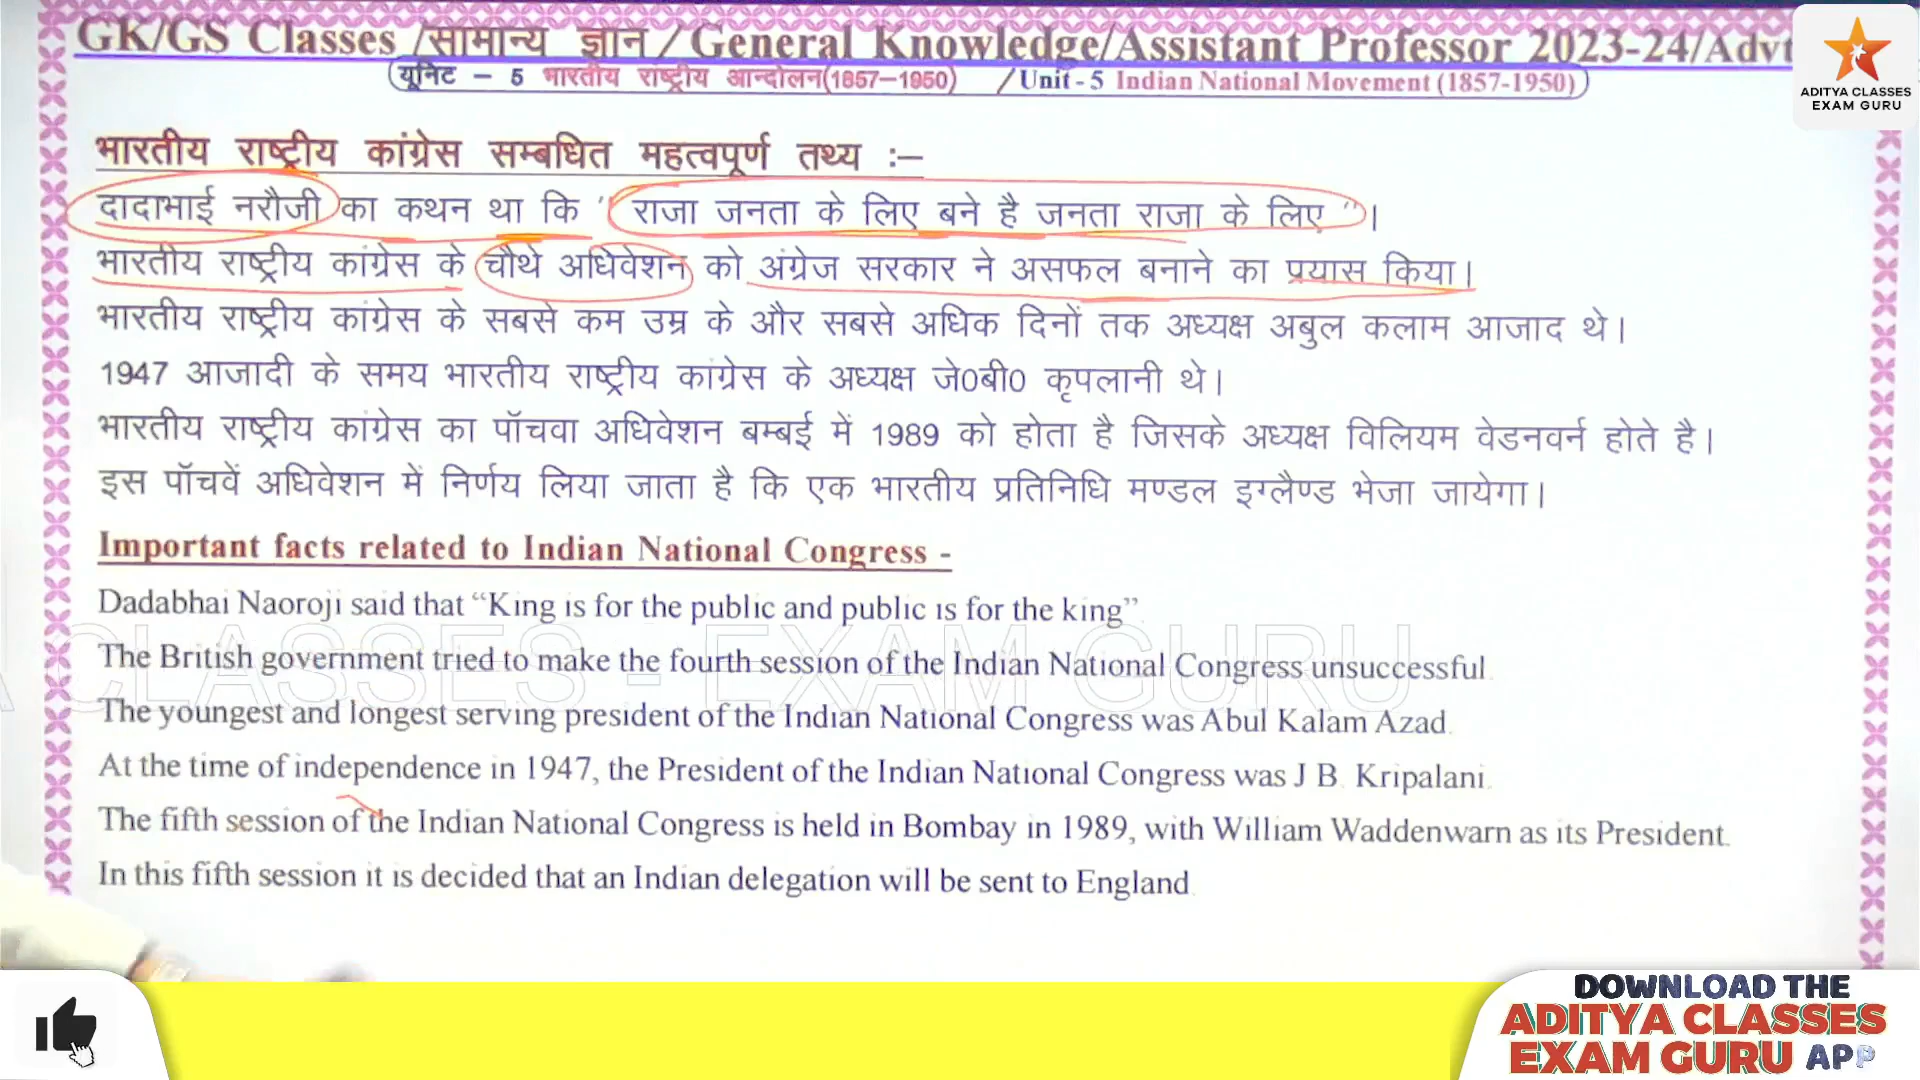 GK/GS Classes /सामान्य ज्ञान / General Knowledge/Assistant Professor 2023-24/Advt
यूनिट – 5 भारतीय राष्ट्रीय आन्दोलन(1857–1950) / Unit - 5 Indian National Movement (1857-1950)
ADITYA CLASSES
EXAM GURU
भारतीय राष्ट्रीय कांग्रेस सम्बधित महत्वपूर्ण तथ्य :–
दादाभाई नरौजी का कथन था कि " राजा जनता के लिए बने है जनता राजा के लिए "।
भारतीय राष्ट्रीय कांग्रेस के चौथे अधिवेशन को अंग्रेज सरकार ने असफल बनाने का प्रयास किया।
भारतीय राष्ट्रीय कांग्रेस के सबसे कम उम्र के और सबसे अधिक दिनों तक अध्यक्ष अबुल कलाम आजाद थे।
1947 आजादी के समय भारतीय राष्ट्रीय कांग्रेस के अध्यक्ष जे0बी0 कृपलानी थे।
भारतीय राष्ट्रीय कांग्रेस का पॉचवा अधिवेशन बम्बई में 1989 को होता है जिसके अध्यक्ष विलियम वेडनवर्न होते है।
इस पॉचवें अधिवेशन में निर्णय लिया जाता है कि एक भारतीय प्रतिनिधि मण्डल इग्लैण्ड भेजा जायेगा।
Important facts related to Indian National Congress -
Dadabhai Naoroji said that "King is for the public and public is for the king"
The British government tried to make the fourth session of the Indian National Congress unsuccessful.
The youngest and longest serving president of the Indian National Congress was Abul Kalam Azad.
At the time of independence in 1947, the President of the Indian National Congress was J B. Kripalani.
The fifth session of the Indian National Congress is held in Bombay in 1989, with William Waddenwarn as its President.
In this fifth session it is decided that an Indian delegation will be sent to England.
A CLASSES - EXAM GURU
DOWNLOAD THE
ADITYA CLASSES
EXAM GURU APP